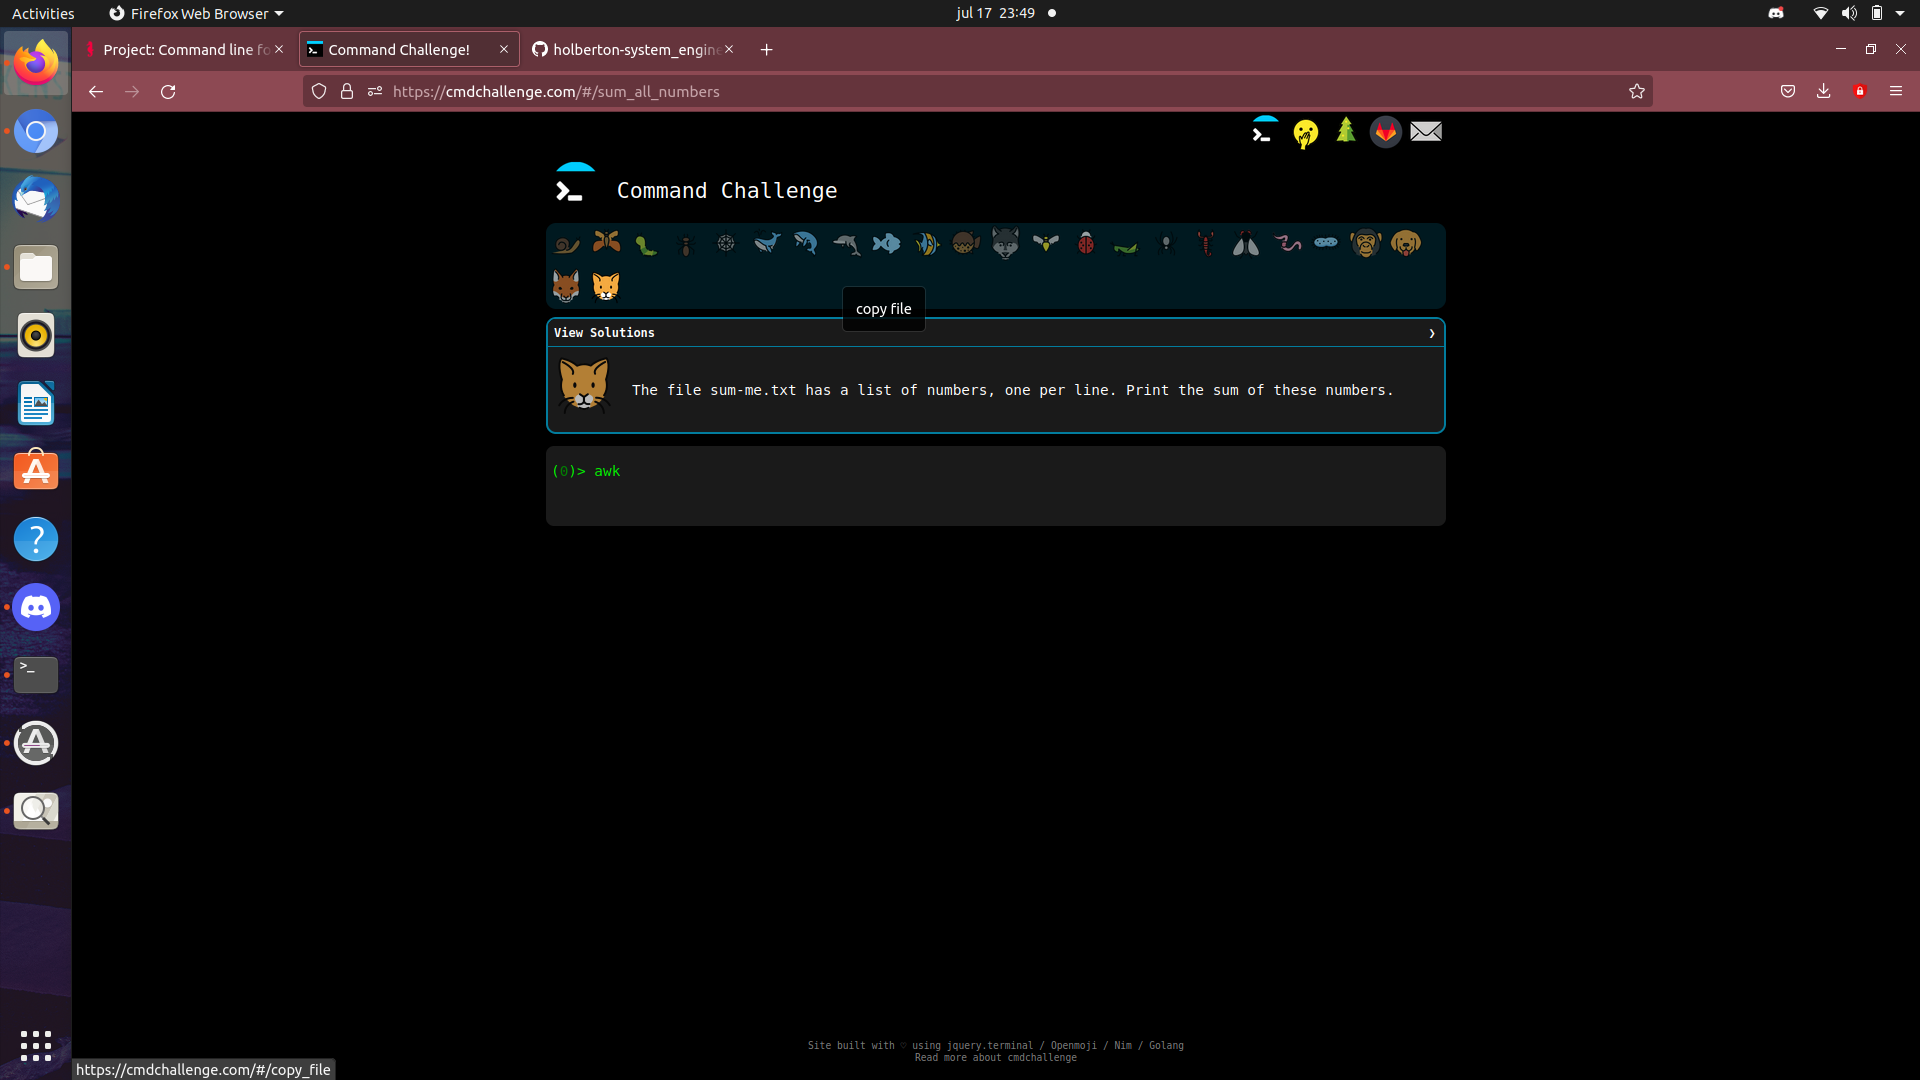 Activities
Firefox Web Browser
jul 17 23:49
Project: Command line fo
Command Challenge!
holberton-system_engine
https://cmdchallenge.com/#/sum_all_numbers
Command Challenge
copy file
View Solutions
The file sum-me.txt has a list of numbers, one per line. Print the sum of these numbers.
(0)> awk
Site built with ♡ using jquery.terminal / Openmoji / Nim / Golang
Read more about cmdchallenge
https://cmdchallenge.com/#/copy_file